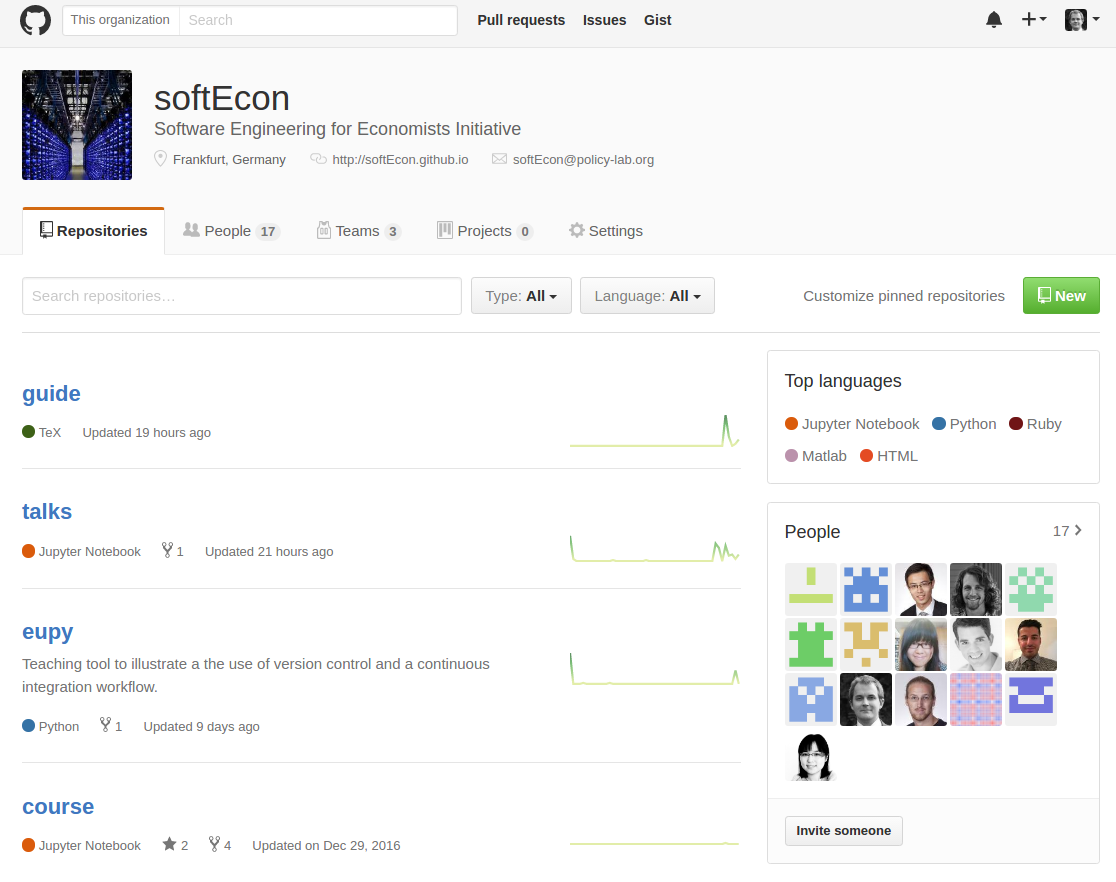 This organization Search Pull requests Issues Gist
softEcon
Software Engineering for Economists Initiative
Frankfurt, Germany http://softEcon.github.io softEcon@policy-lab.org
Repositories People 17 Teams 3 Projects 0 Settings
Search repositories… Type: All Language: All Customize pinned repositories New
guide
TeX Updated 19 hours ago
talks
Jupyter Notebook 1 Updated 21 hours ago
eupy
Teaching tool to illustrate a the use of version control and a continuous
integration workflow.
Python 1 Updated 9 days ago
course
Jupyter Notebook 2 4 Updated on Dec 29, 2016
Top languages
Jupyter Notebook Python Ruby
Matlab HTML
People 17
Invite someone